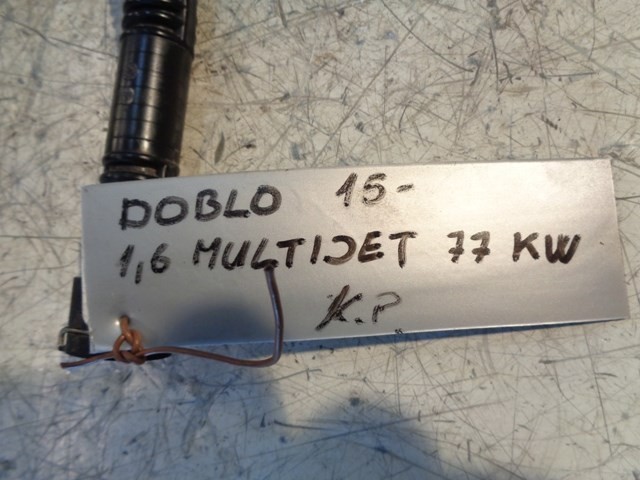 DOBLO 15-
1,6 MULTIJET 77 KW
K.P